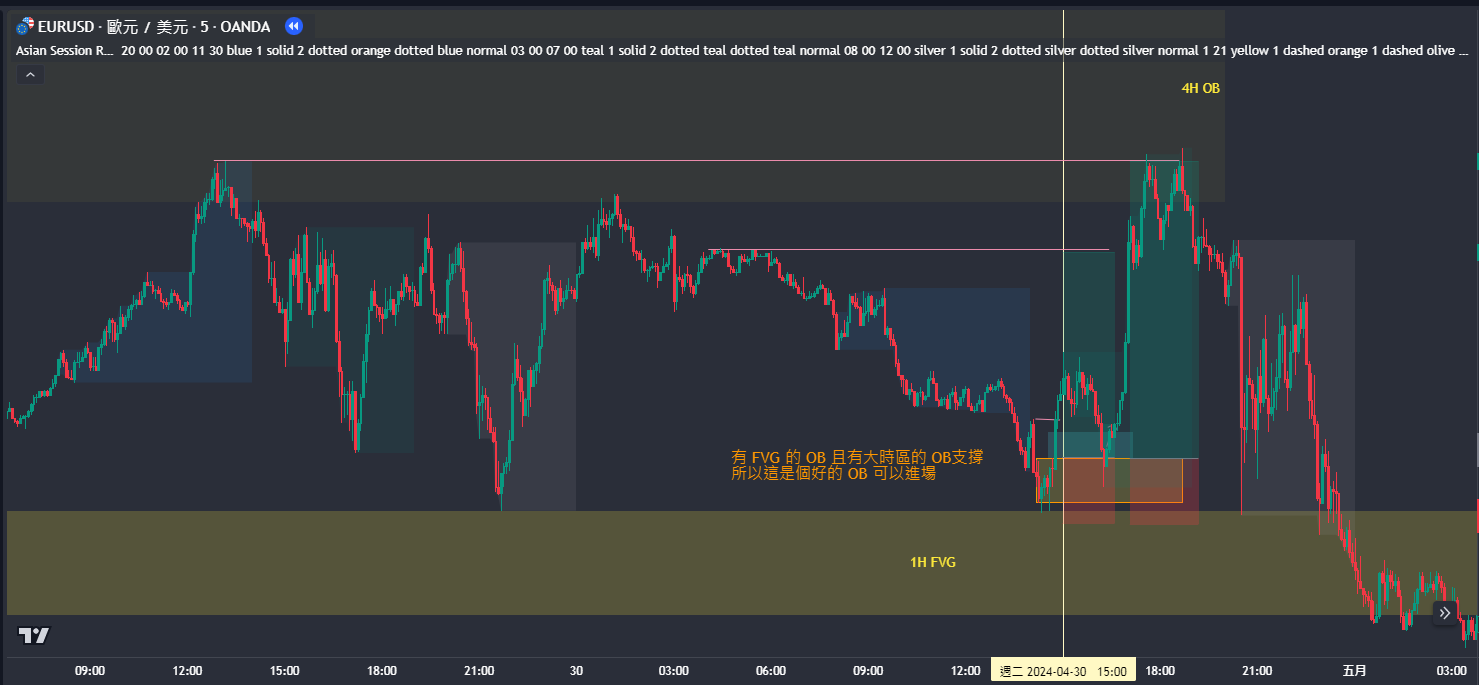 EURUSD · 歐元 / 美元 · 5 · OANDA
Asian Session R... 20 00 02 00 11 30 blue 1 solid 2 dotted orange dotted blue normal 03 00 07 00 teal 1 solid 2 dotted teal dotted teal normal 08 00 12 00 silver 1 solid 2 dotted silver dotted silver normal 1 21 yellow 1 dashed orange 1 dashed olive ...
4H OB
有 FVG 的 OB 且有大時區的 OB支撐
所以這是個好的 OB 可以進場
1H FVG
09:00 12:00 15:00 18:00 21:00 30 03:00 06:00 09:00 12:00 週二 2024-04-30 15:00 18:00 21:00 五月 03:00